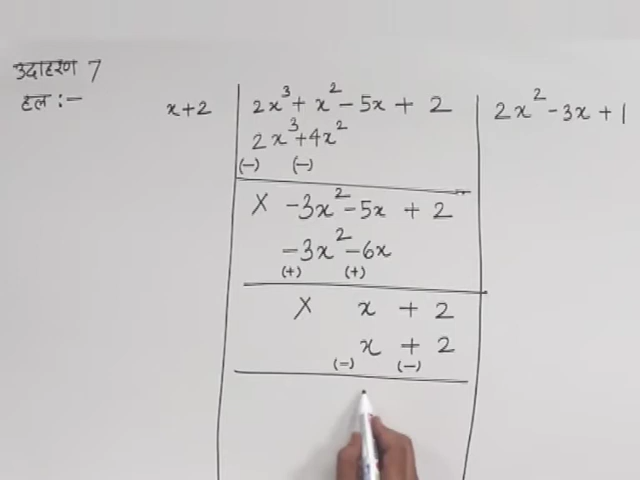 उदाहरण 7
हल :-
x+2 | 2x³ + x² - 5x + 2 | 2x² - 3x + 1
2x³ + 4x²
(-) (-)
X -3x² - 5x + 2
-3x² - 6x
(+) (+)
X x + 2
x + 2
(-) (-)